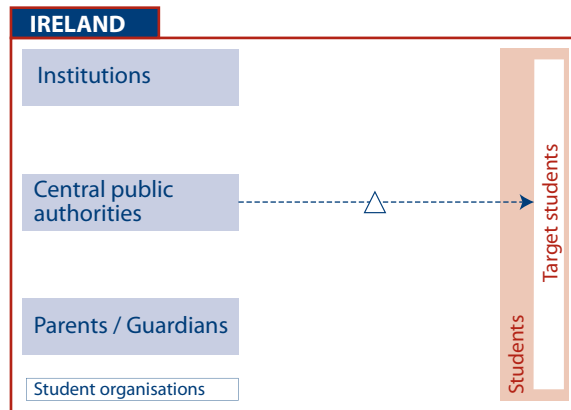 IRELAND
Institutions
Central public
authorities
Parents / Guardians
Student organisations
Students
Target students